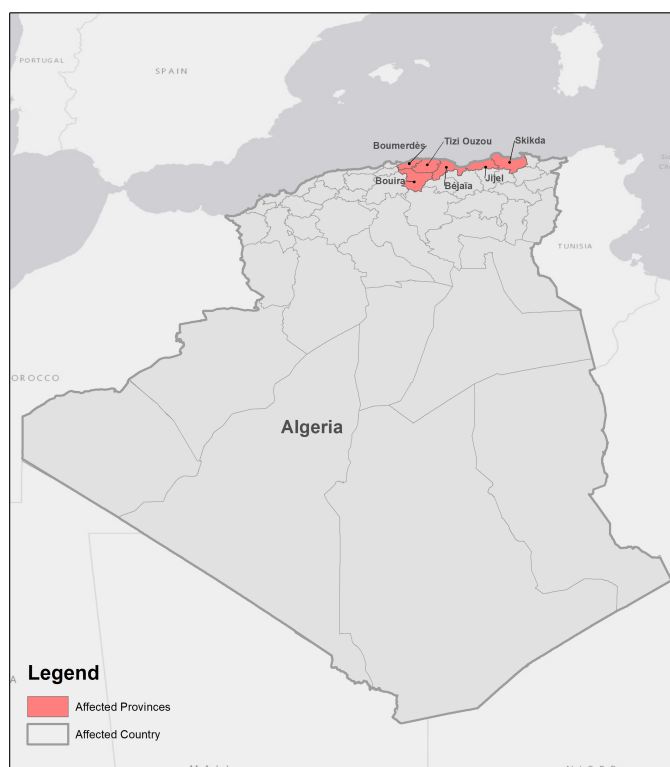 PORTUGAL
SPAIN
Boumerdès
Tizi Ouzou
Skikda
Bouira
Béjaïa
Jijel
TUNISIA
OROCCO
Algeria
Legend
Affected Provinces
Affected Country